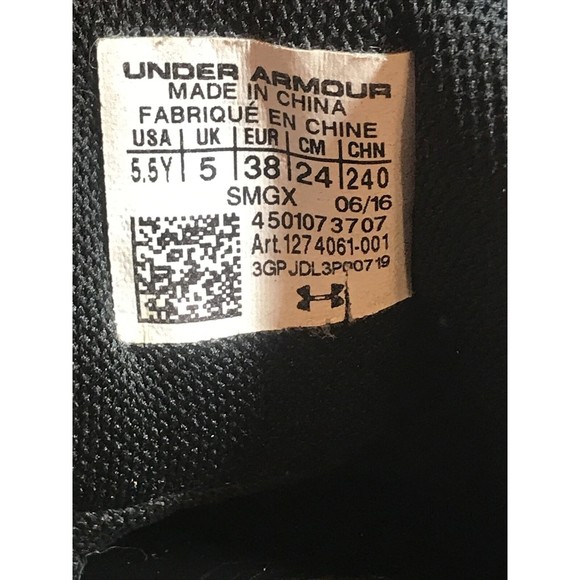 UNDER ARMOUR
MADE IN CHINA
FABRIQUÉ EN CHINE
USA | UK | EUR | CM | CHN
5.5Y | 5 | 38 | 24 | 240
SMGX 06/16
4501073707
Art.1274061-001
3GPJDL3P00719